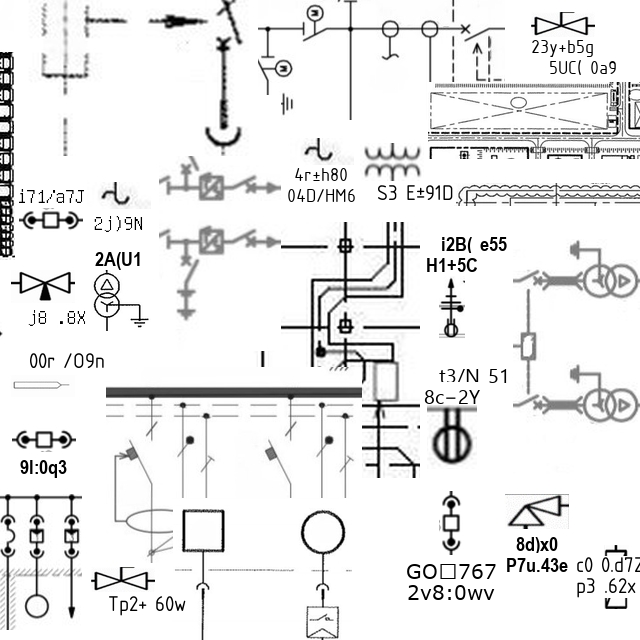 23y+b5g
5UC( 0a9
4r±h80
04D/HM6
S3 E±91D
i71/a7J
2j)9N
i2B( e55
H1+5C
2A(U1
j8 .8X
00r /09n
t3/N 51
8c-2Y
9I:0q3
8d)x0
P7u.43e
GO□767
2v8:0wv
c0 0.d7Z
p3 .62x
Tp2+ 60w